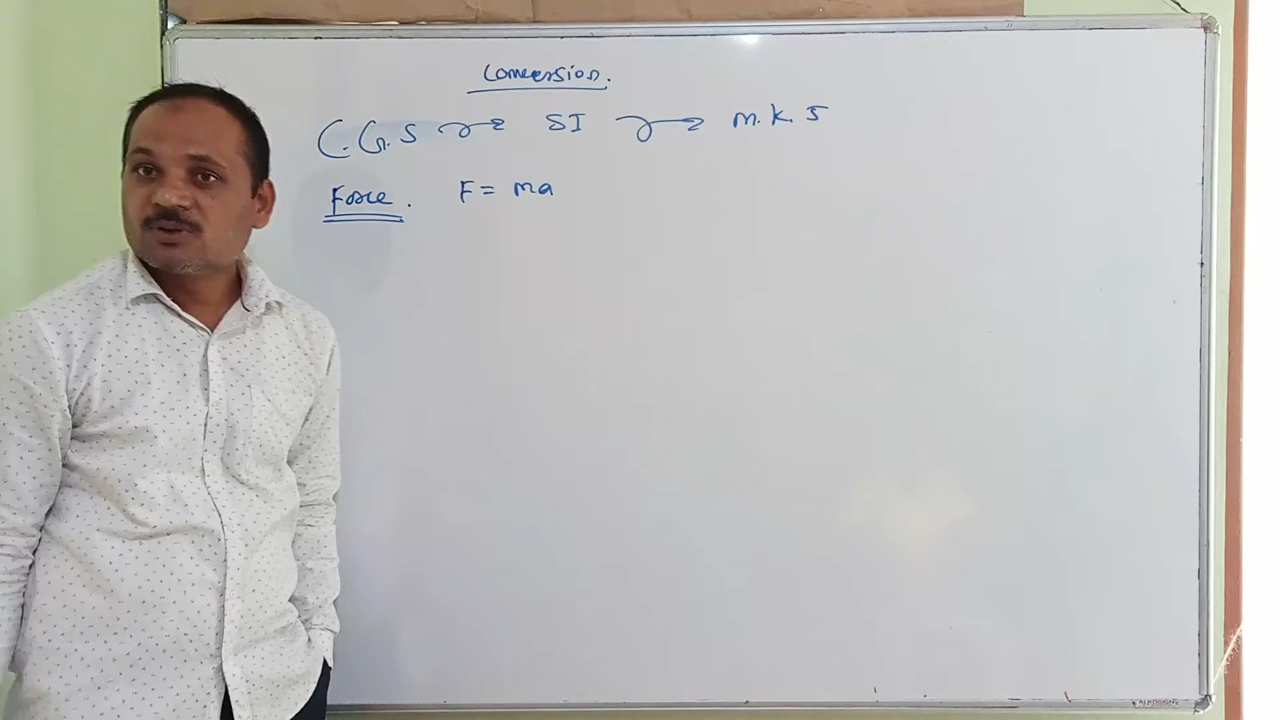 Conversion.
C.G.S → SI → M.K.S
Force. F = ma